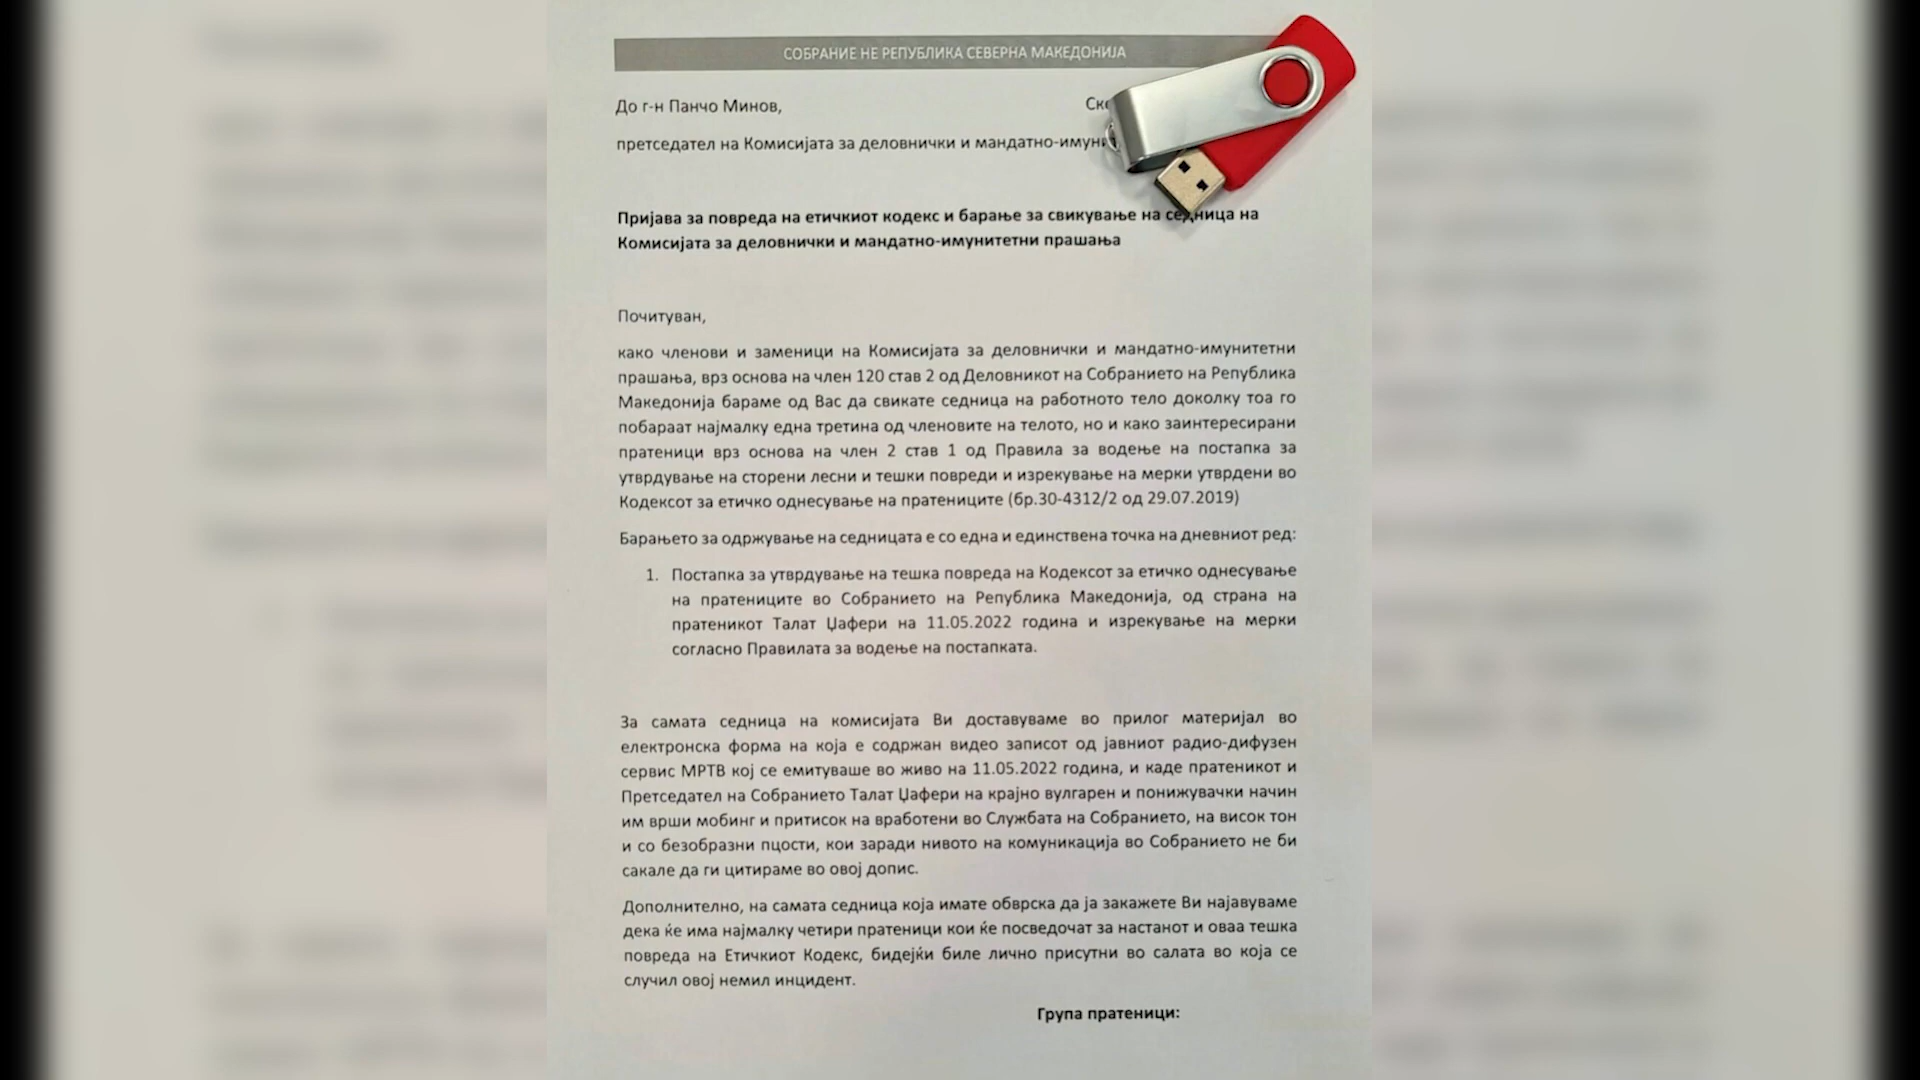 СОБРАНИЕ НЕ РЕПУБЛИКА СЕВЕРНА МАКЕДОНИЈА
До г-н Панчо Минов,
претседател на Комисијата за деловнички и
Пријава за повреда на етичкиот кодекс и барање за свикување на седница на
Комисијата за деловнички и мандатно-имунитетни прашања
Почитуван,
како членови и заменици на Комисијата за деловнички и мандатно-имунитетни
прашања, врз основа на член 120 став 2 од Деловникот на Собранието на Република
Македонија бараме од Вас да свикате седница на работното тело доколку тоа го
побараат најмалку една третина од членовите на телото, но и како заинтересирани
пратеници врз основа на член 2 став 1 од Правила за водење на постапка за
утврдување на сторени лесни и тешки повреди и изрекување на мерки утврдени во
Кодексот за етичко однесување на пратениците (бр.30-4312/2 од 29.07.2019)
Барањето за одржување на седницата е со една и единствена точка на дневниот ред:
1. Постапка за утврдување на тешка повреда на Кодексот за етичко однесување
на пратениците во Собранието на Република Македонија, од страна на
пратеникот Талат Џафери на 11.05.2022 година и изрекување на мерки
согласно Правилата за водење на постапката.
За самата седница на комисијата Ви доставуваме во прилог материјал во
електронска форма на која е содржан видео записот од јавниот радио-дифузен
сервис МРТВ кој се емитуваше во живо на 11.05.2022 година, и каде пратеникот и
Претседател на Собранието Талат Џафери на крајно вулгарен и понижувачки начин
им врши мобинг и притисок на вработени во Службата на Собранието, на висок тон
и со безобразни пцости, кои заради нивото на комуникација во Собранието не би
сакале да ги цитираме во овој допис.
Дополнително, на самата седница која имате обврска да ја закажете Ви најавуваме
дека ќе има најмалку четири пратеници кои ќе посведочат за настанот и оваа тешка
повреда на Етичкиот Кодекс, бидејќи биле лично присутни во салата во која се
случил овој немил инцидент.
Група пратеници: